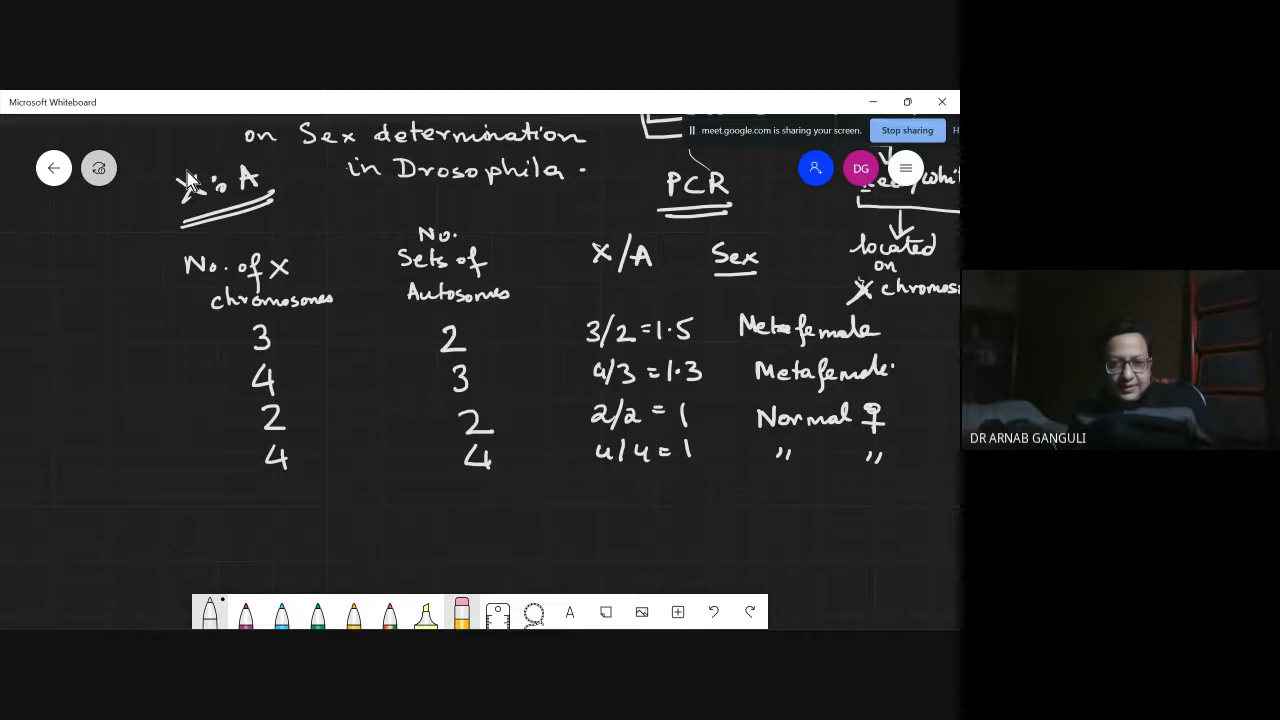 Microsoft Whiteboard
on Sex determination
in Drosophila.
meet.google.com is sharing your screen.
Stop sharing
H
DG
X : A
PCR
located
on
X chromoso
No. of X
chromosomes
No.
Sets of
Autosomes
X/A
Sex
3 2 3/2 = 1.5 Metafemale
4 3 4/3 = 1.3 Metafemale
2 2 2/2 = 1 Normal ♀
4 4 4/4 = 1 " "
A
DR ARNAB GANGULI